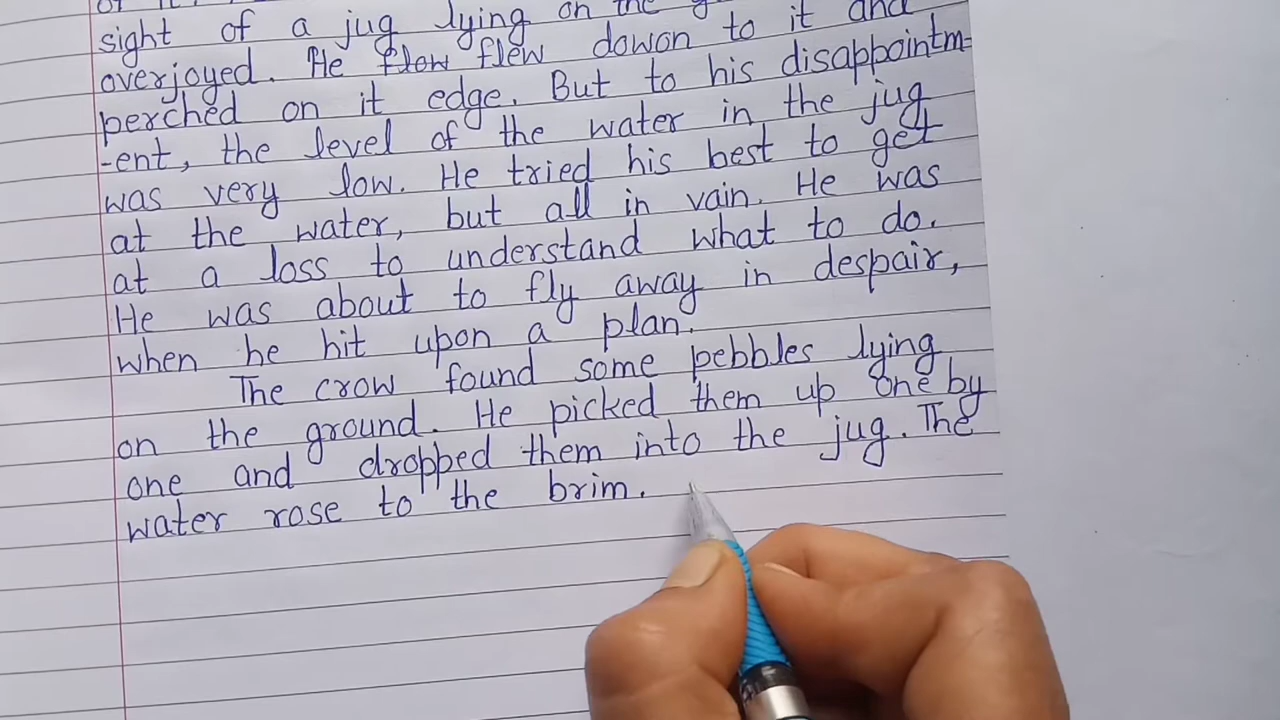 of it.
sight of a jug lying on the
overjoyed. He flow flew dowon to it and
perched on it edge. But to his disappointm-
-ent, the level of the water in the jug
was very low. He tried his best to get
at the water, but all in vain. He was
at a loss to understand what to do.
He was about to fly away in despair,
when he hit upon a plan.
The crow found some pebbles lying
on the ground. He picked them up one by
one and dropped them into the jug. The
water rose to the brim.